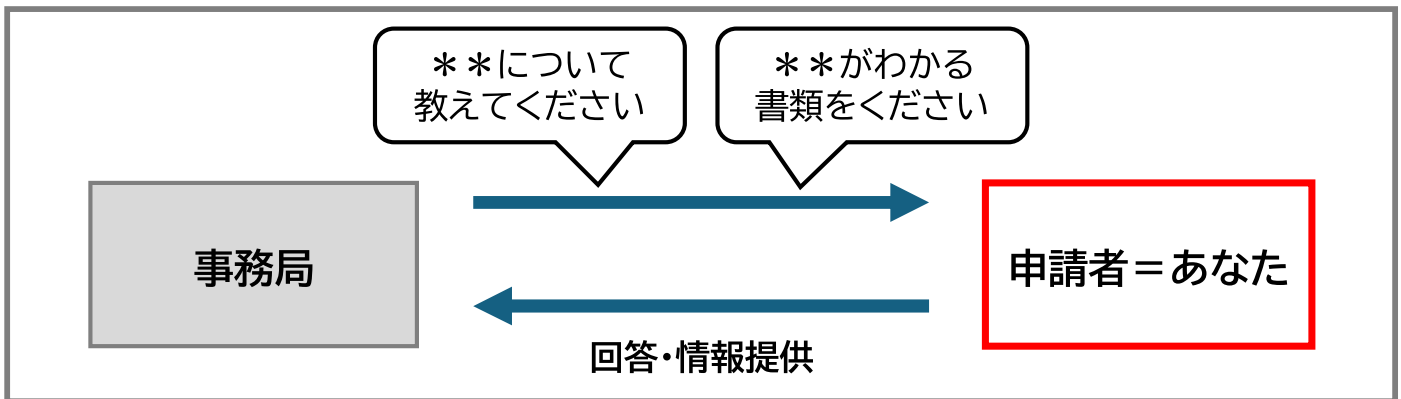 ＊＊について
教えてください
＊＊がわかる
書類をください
事務局
申請者＝あなた
回答・情報提供